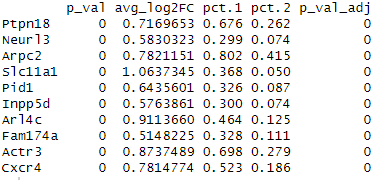 p_val avg_log2FC pct.1 pct.2 p_val_adj
Ptpn18 0 0.7169653 0.676 0.262 0
Neurl3 0 0.5830323 0.299 0.074 0
Arpc2 0 0.7821151 0.802 0.415 0
Slc11a1 0 1.0637345 0.368 0.050 0
Pid1 0 0.6435601 0.326 0.087 0
Inpp5d 0 0.5763861 0.300 0.074 0
Arl4c 0 0.9113660 0.464 0.125 0
Fam174a 0 0.5148225 0.328 0.111 0
Actr3 0 0.8737489 0.698 0.279 0
Cxcr4 0 0.7814774 0.523 0.186 0